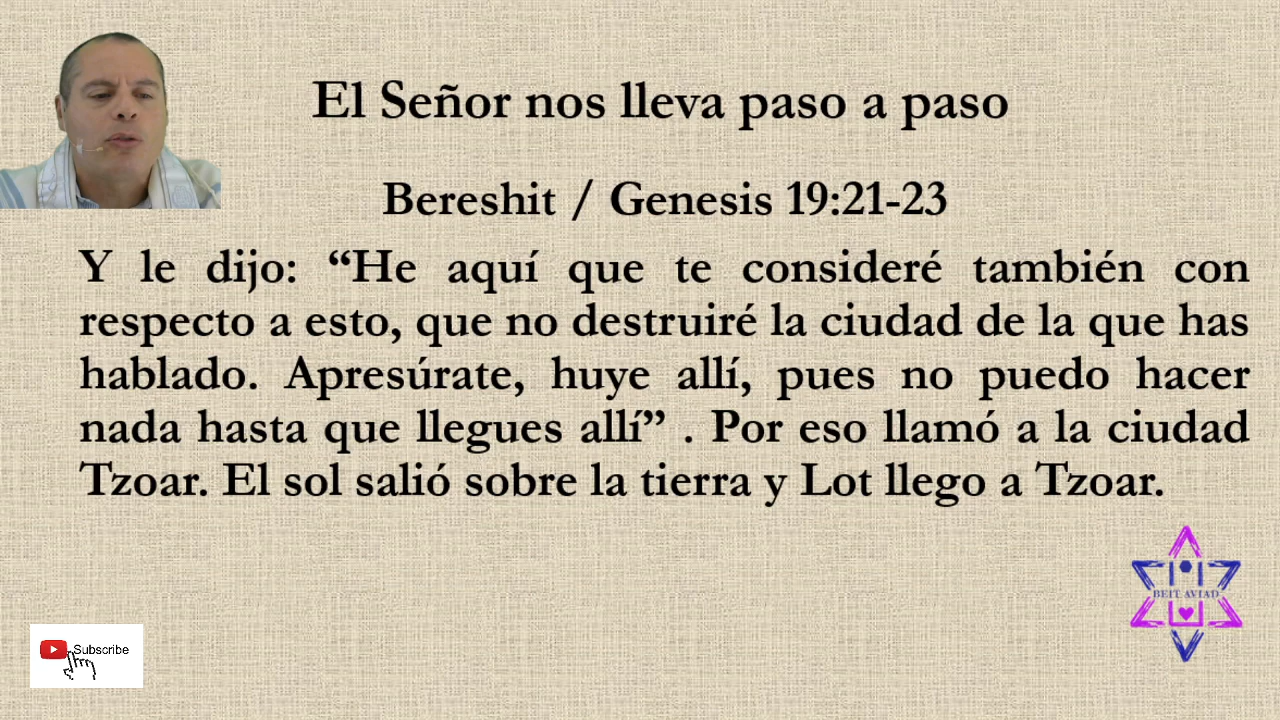 El Señor nos lleva paso a paso
Bereshit / Genesis 19:21-23
Y le dijo: “He aquí que te consideré también con
respecto a esto, que no destruiré la ciudad de la que has
hablado. Apresúrate, huye allí, pues no puedo hacer
nada hasta que llegues allí” . Por eso llamó a la ciudad
Tzoar. El sol salió sobre la tierra y Lot llego a Tzoar.
BEIT AVIAD
Subscribe